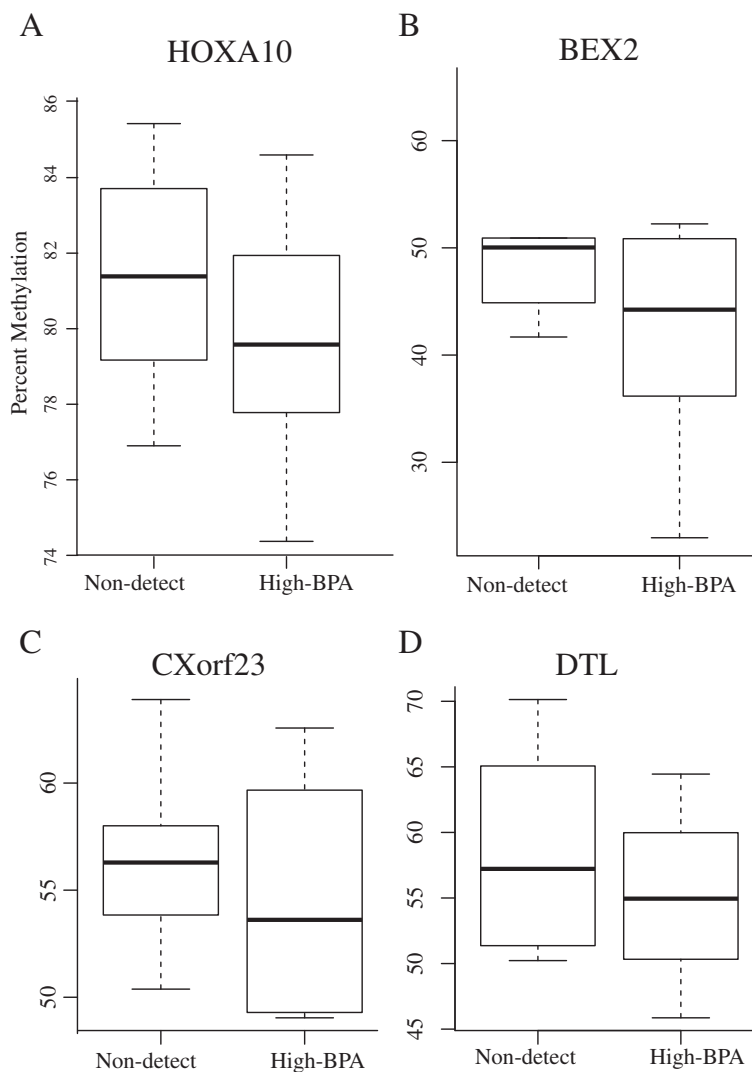 A
HOXA10
Percent Methylation
86
84
82
80
78
76
74
Non-detect High-BPA
B
BEX2
60
50
40
30
Non-detect High-BPA
C
CXorf23
60
55
50
Non-detect High-BPA
D
DTL
70
65
60
55
50
45
Non-detect High-BPA